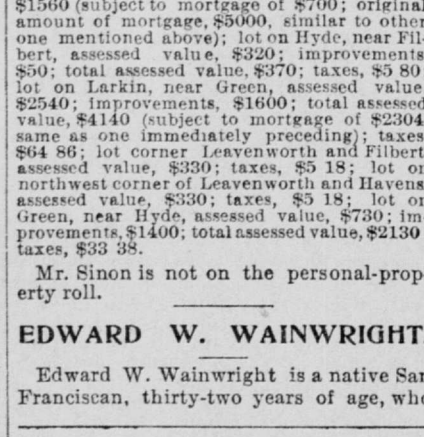 $1560 (subject to mortgage of $700; original
amount of mortgage, $5000, similar to other
one mentioned above); lot on Hyde, near Fil-
bert, assessed value, $320; improvements
$50; total assessed value, $370; taxes, $5 80
lot on Larkin, near Green, assessed value
$2540; improvements, $1600; total assessed
value, $4140 (subject to mortgage of $2304
same as one immediately preceding); taxes
$64 86; lot corner Leavenworth and Filbert
assessed value, $330; taxes, $5 18; lot on
northwest corner of Leavenworth and Havens
assessed value, $330; taxes, $5 18; lot on
Green, near Hyde, assessed value, $730; im-
provements, $1400; total assessed value, $2130
taxes, $33 38.
Mr. Sinon is not on the personal-prop-
erty roll.
EDWARD W. WAINWRIGHT
Edward W. Wainwright is a native San
Franciscan, thirty-two years of age, who